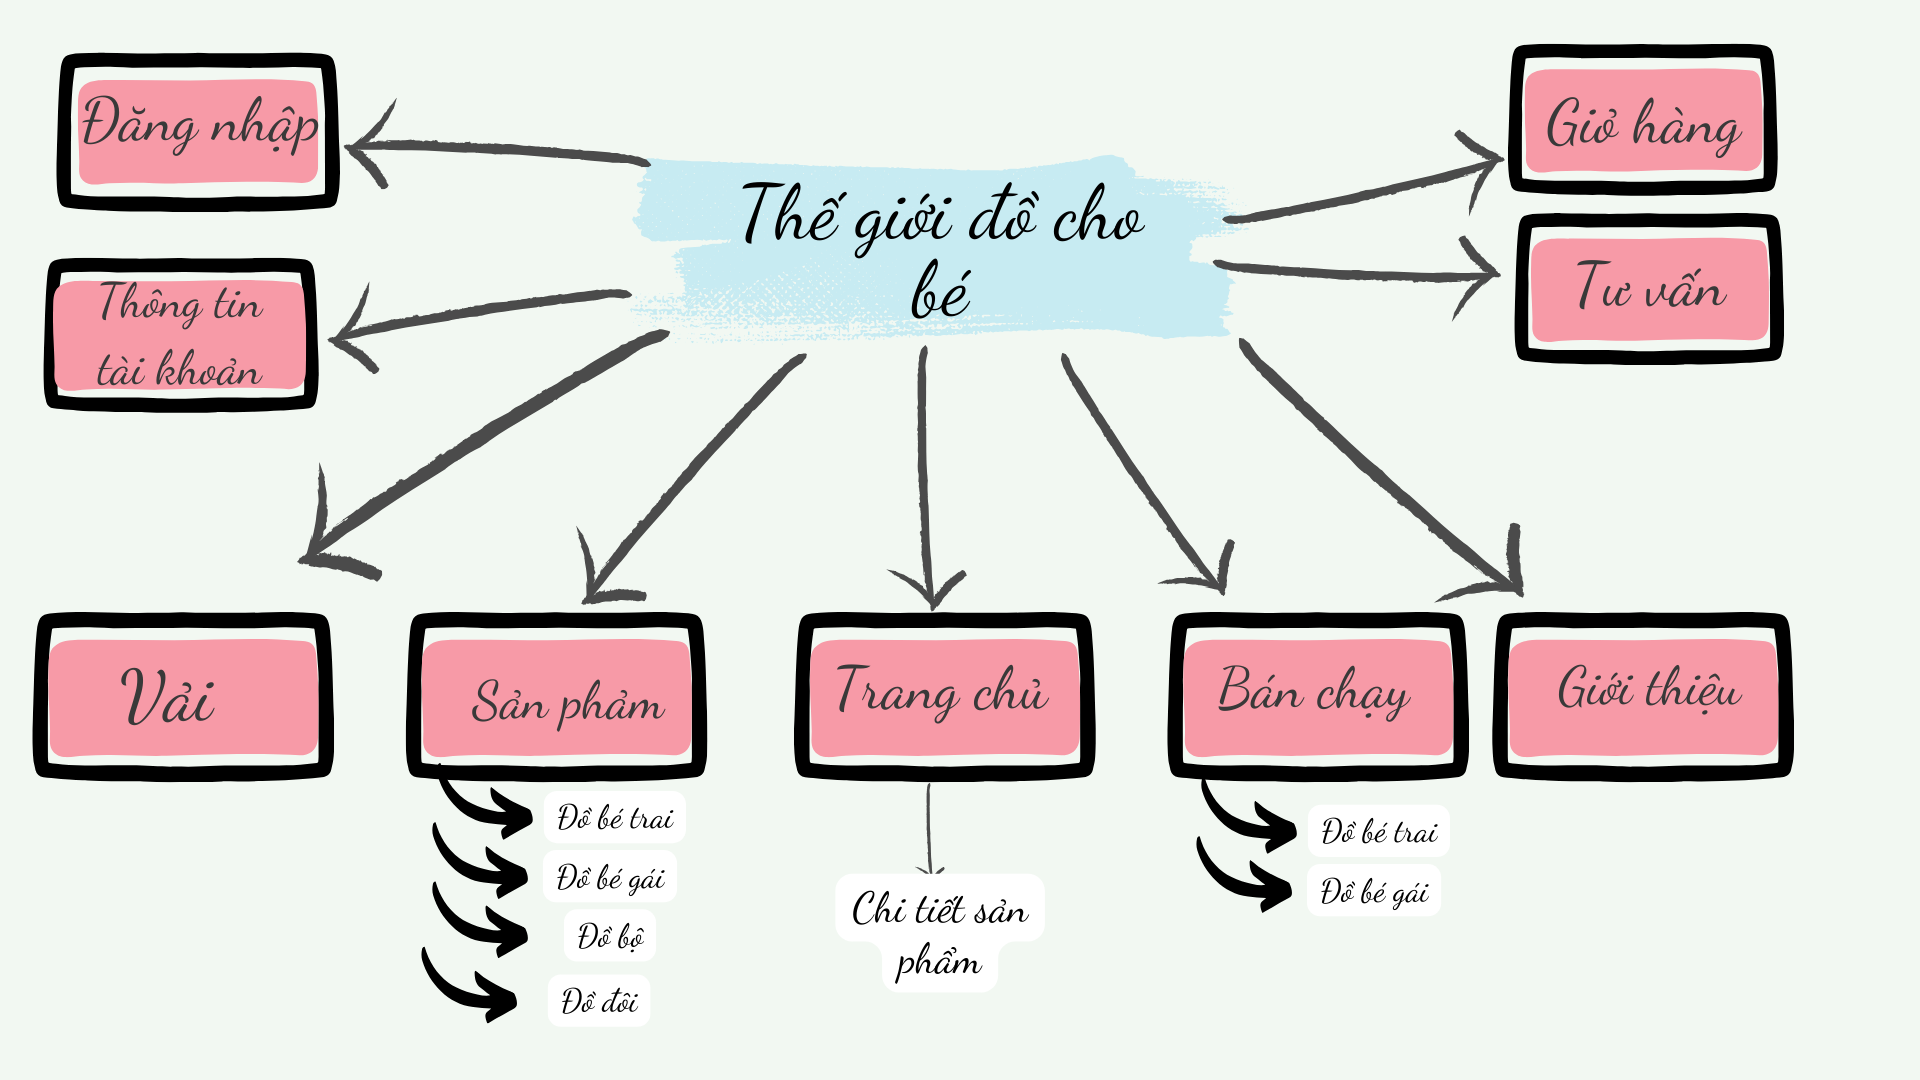 Đăng nhập
Giỏ hàng
Thế giới đồ cho
bé
Thông tin
tài khoản
Tư vấn
Vải
Sản phảm
Trang chủ
Bán chạy
Giới thiệu
Đồ bé trai
Đồ bé gái
Đồ bộ
Đồ đôi
Chi tiết sản
phẩm
Đồ bé trai
Đồ bé gái